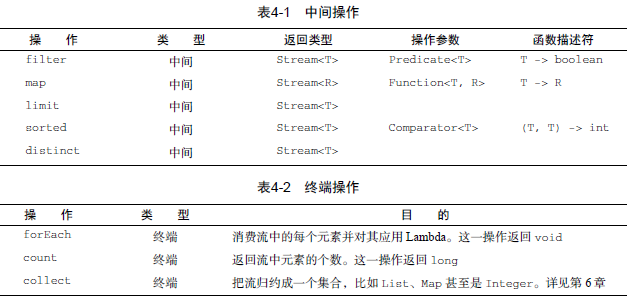 表4-1 中间操作
操 作 类 型 返回类型 操作参数 函数描述符
filter 中间 Stream<T> Predicate<T> T -> boolean
map 中间 Stream<R> Function<T, R> T -> R
limit 中间 Stream<T>
sorted 中间 Stream<T> Comparator<T> (T, T) -> int
distinct 中间 Stream<T>
表4-2 终端操作
操 作 类 型 目 的
forEach 终端 消费流中的每个元素并对其应用 Lambda。这一操作返回 void
count 终端 返回流中元素的个数。这一操作返回 long
collect 终端 把流归约成一个集合，比如 List、Map 甚至是 Integer。详见第 6 章